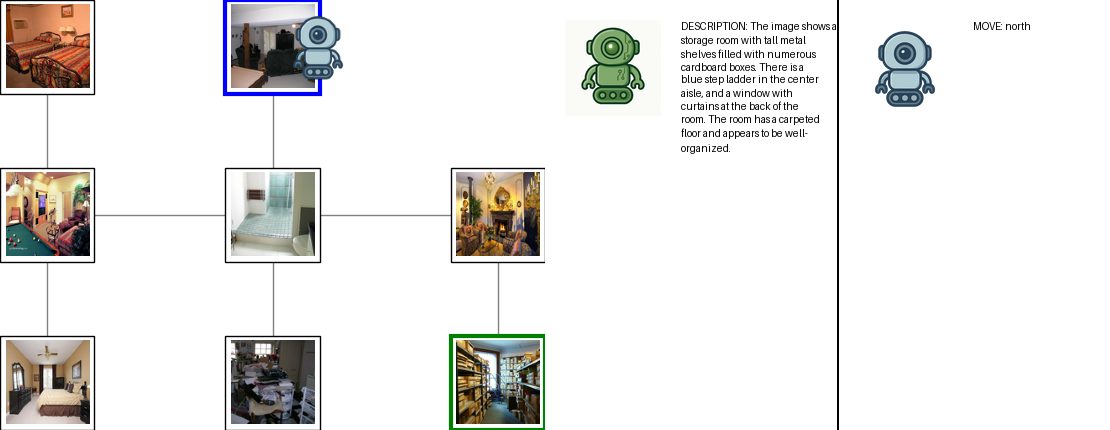 DESCRIPTION: The image shows a
storage room with tall metal
shelves filled with numerous
cardboard boxes. There is a
blue step ladder in the center
aisle, and a window with
curtains at the back of the
room. The room has a carpeted
floor and appears to be well-
organized.
MOVE: north